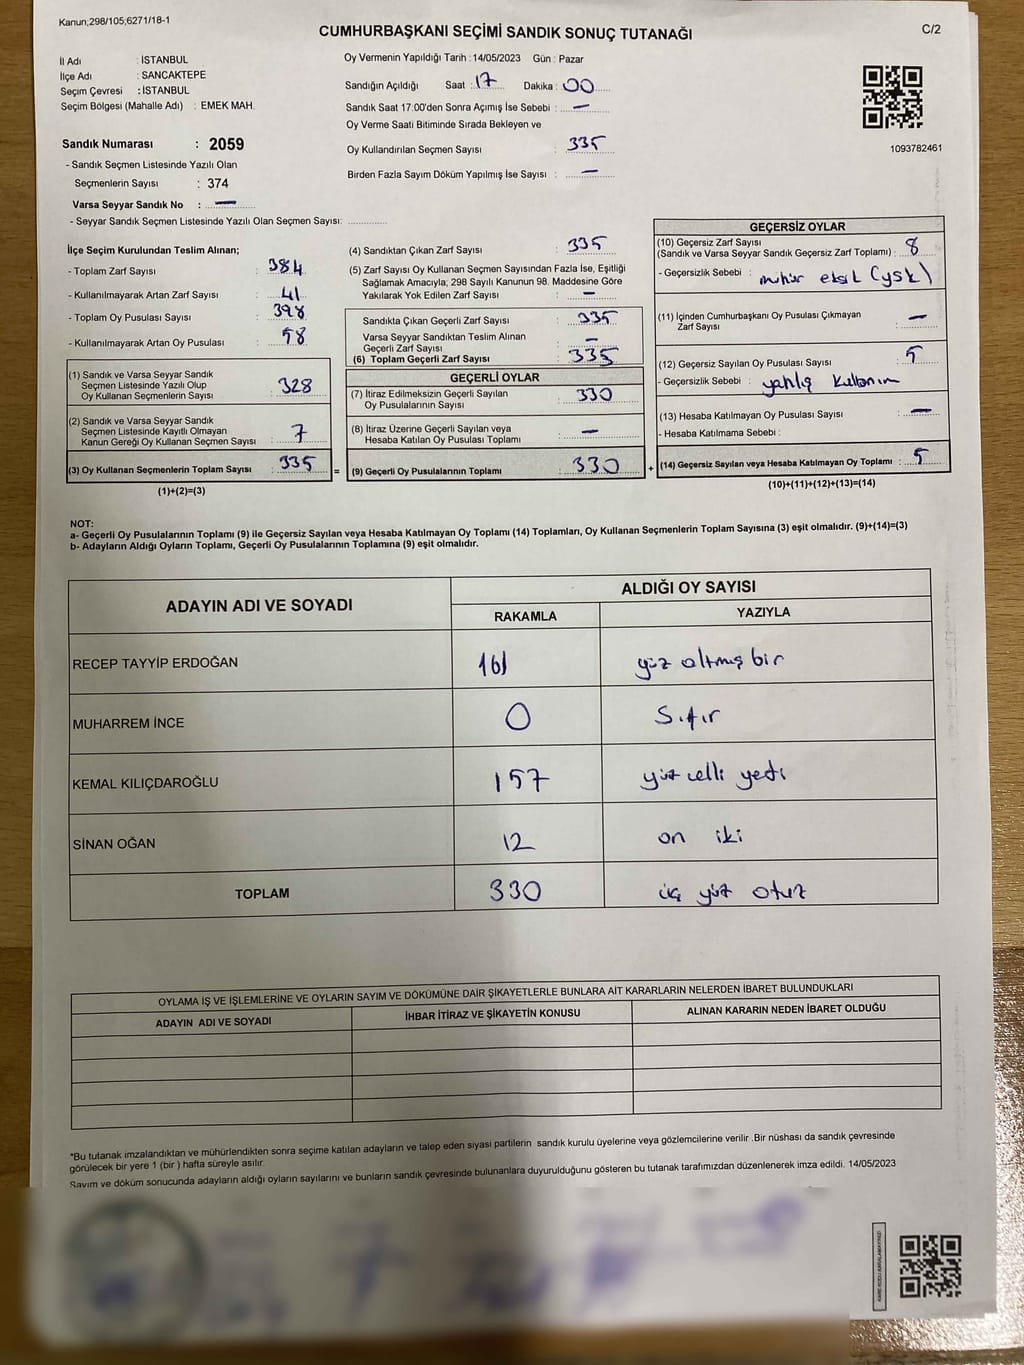 Kanun;298/105;6271/18-1
CUMHURBAŞKANI SEÇİMİ SANDIK SONUÇ TUTANAĞI
C/2
İl Adı : İSTANBUL
İlçe Adı : SANCAKTEPE
Seçim Çevresi : İSTANBUL
Seçim Bölgesi (Mahalle Adı) : EMEK MAH.
Oy Vermenin Yapıldığı Tarih : 14/05/2023 Gün : Pazar
Sandığın Açıldığı Saat : 17 Dakika : 00
Sandık Saat 17:00'den Sonra Açımış İse Sebebi : —
Oy Verme Saati Bitiminde Sırada Bekleyen ve
Oy Kullandırılan Seçmen Sayısı : 335
Birden Fazla Sayım Döküm Yapılmış İse Sayısı : —
1093782461
Sandık Numarası : 2059
- Sandık Seçmen Listesinde Yazılı Olan
Seçmenlerin Sayısı : 374
Varsa Seyyar Sandık No : —
- Seyyar Sandık Seçmen Listesinde Yazılı Olan Seçmen Sayısı:
İlçe Seçim Kurulundan Teslim Alınan;
- Toplam Zarf Sayısı : 384
- Kullanılmayarak Artan Zarf Sayısı : 41
- Toplam Oy Pusulası Sayısı : 398
- Kullanılmayarak Artan Oy Pusulası : 58
(1) Sandık ve Varsa Seyyar Sandık
Seçmen Listesinde Yazılı Olup
Oy Kullanan Seçmenlerin Sayısı : 328
(2) Sandık ve Varsa Seyyar Sandık
Seçmen Listesinde Kayıtlı Olmayan
Kanun Gereği Oy Kullanan Seçmen Sayısı : 7
(3) Oy Kullanan Seçmenlerin Toplam Sayısı : 335 =
(1)+(2)=(3)
(4) Sandıktan Çıkan Zarf Sayısı : 335
(5) Zarf Sayısı Oy Kullanan Seçmen Sayısından Fazla İse, Eşitliği
Sağlamak Amacıyla; 298 Sayılı Kanunun 98. Maddesine Göre
Yakılarak Yok Edilen Zarf Sayısı : —
Sandıkta Çıkan Geçerli Zarf Sayısı : 335
Varsa Seyyar Sandıktan Teslim Alınan
Geçerli Zarf Sayısı : —
(6) Toplam Geçerli Zarf Sayısı : 335
GEÇERLİ OYLAR
(7) İtiraz Edilmeksizin Geçerli Sayılan
Oy Pusulalarının Sayısı : 330
(8) İtiraz Üzerine Geçerli Sayılan veya
Hesaba Katılan Oy Pusulası Toplamı : —
(9) Geçerli Oy Pusulalarının Toplamı : 330 +
GEÇERSİZ OYLAR
(10) Geçersiz Zarf Sayısı
(Sandık ve Varsa Seyyar Sandık Geçersiz Zarf Toplamı) : 8
- Geçersizlik Sebebi : mühür eksik (ysk)
(11) İçinden Cumhurbaşkanı Oy Pusulası Çıkmayan
Zarf Sayısı : —
(12) Geçersiz Sayılan Oy Pusulası Sayısı : 5
- Geçersizlik Sebebi : yanlış kullanım
(13) Hesaba Katılmayan Oy Pusulası Sayısı : —
- Hesaba Katılmama Sebebi :
(14) Geçersiz Sayılan veya Hesaba Katılmayan Oy Toplamı : 5
(10)+(11)+(12)+(13)=(14)
NOT:
a- Geçerli Oy Pusulalarının Toplamı (9) ile Geçersiz Sayılan veya Hesaba Katılmayan Oy Toplamı (14) Toplamları, Oy Kullanan Seçmenlerin Toplam Sayısına (3) eşit olmalıdır. (9)+(14)=(3)
b- Adayların Aldığı Oyların Toplamı, Geçerli Oy Pusulalarının Toplamına (9) eşit olmalıdır.
ADAYIN ADI VE SOYADI
ALDIĞI OY SAYISI
RAKAMLA YAZIYLA
RECEP TAYYİP ERDOĞAN 161 yüz altmış bir
MUHARREM İNCE 0 Sıfır
KEMAL KILIÇDAROĞLU 157 yüz elli yedi
SİNAN OĞAN 12 on iki
TOPLAM 330 üç yüz otuz
OYLAMA İŞ VE İŞLEMLERİNE VE OYLARIN SAYIM VE DÖKÜMÜNE DAİR ŞİKAYETLERLE BUNLARA AİT KARARLARIN NELERDEN İBARET BULUNDUKLARI
ADAYIN ADI VE SOYADI İHBAR İTİRAZ VE ŞİKAYETİN KONUSU ALINAN KARARIN NEDEN İBARET OLDUĞU
*Bu tutanak imzalandıktan ve mühürlendikten sonra seçime katılan adayların ve talep eden siyasi partilerin sandık kurulu üyelerine veya gözlemcilerine verilir .Bir nüshası da sandık çevresinde
görülecek bir yere 1 (bir ) hafta süreyle asılır.
Sayım ve döküm sonucunda adayların aldığı oyların sayılarını ve bunların sandık çevresinde bulunanlara duyurulduğunu gösteren bu tutanak tarafımızdan düzenlenerek imza edildi. 14/05/2023